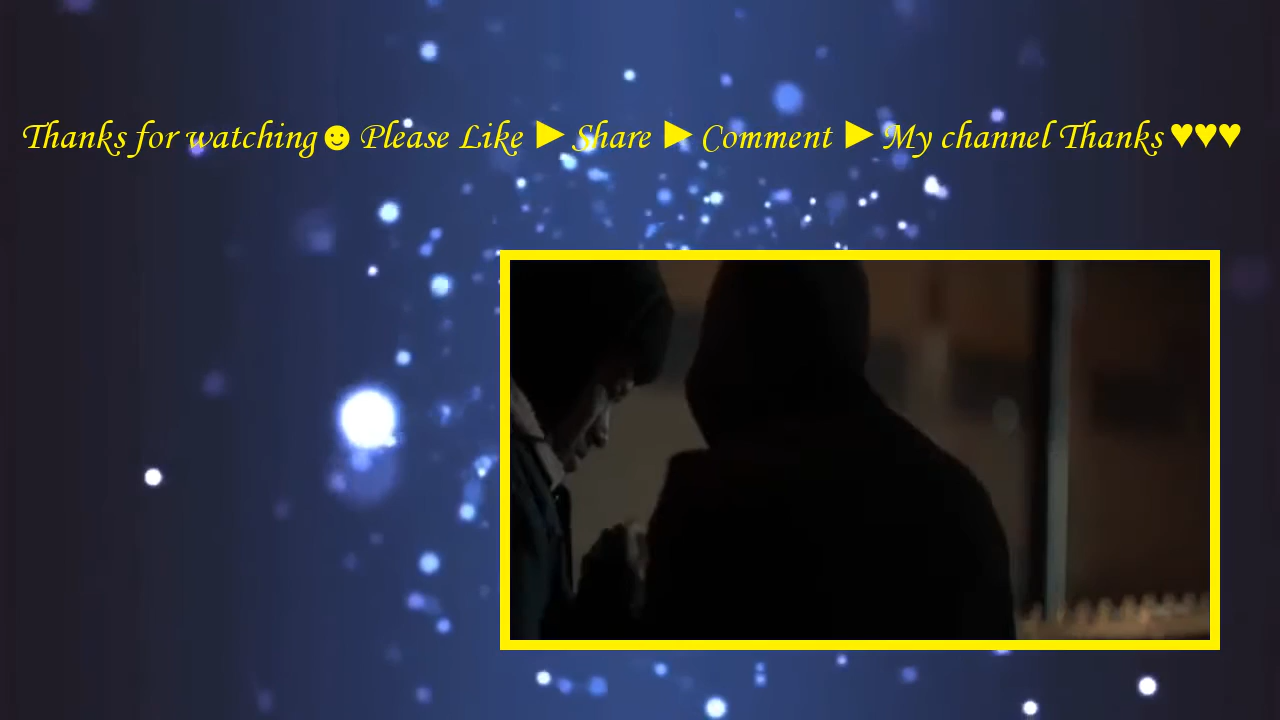 Thanks for watching☻Please Like ► Share ► Comment ► My channel Thanks ♥♥♥